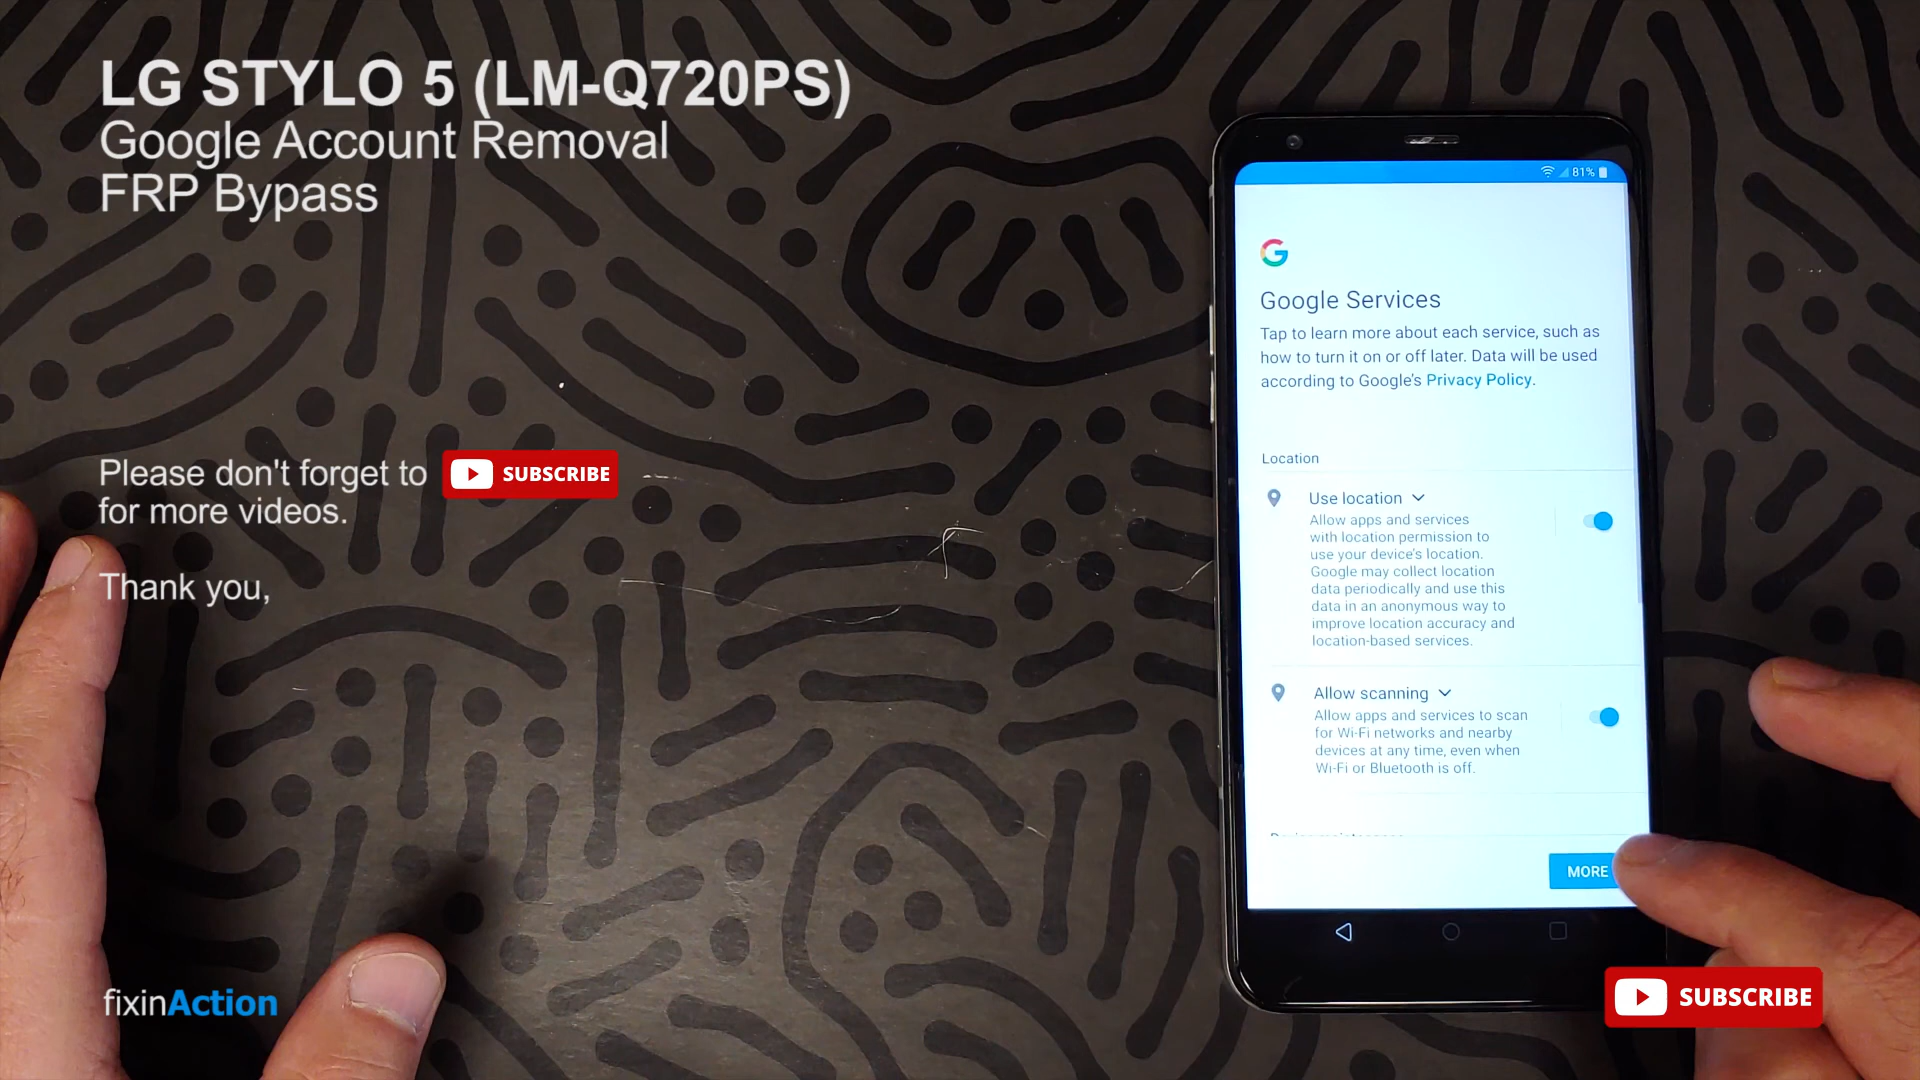 LG STYLO 5 (LM-Q720PS)
Google Account Removal
FRP Bypass
Please don't forget to SUBSCRIBE
for more videos.
Thank you,
fixinAction
81%
G
Google Services
Tap to learn more about each service, such as
how to turn it on or off later. Data will be used
according to Google's Privacy Policy.
Location
Use location
Allow apps and services
with location permission to
use your device's location.
Google may collect location
data periodically and use this
data in an anonymous way to
improve location accuracy and
location-based services.
Allow scanning
Allow apps and services to scan
for Wi-Fi networks and nearby
devices at any time, even when
Wi-Fi or Bluetooth is off.
MORE
SUBSCRIBE